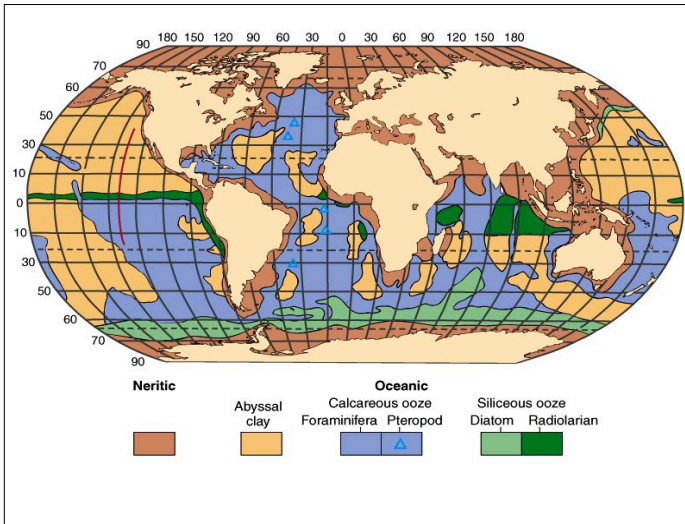 180 150 120 90 60 30 0 30 60 90 120 150 180
90
70
60
50
30
10
0
10
30
50
60
70
90
Neritic
Oceanic
Abyssal
clay
Calcareous ooze
Foraminifera Pteropod
Siliceous ooze
Diatom Radiolarian